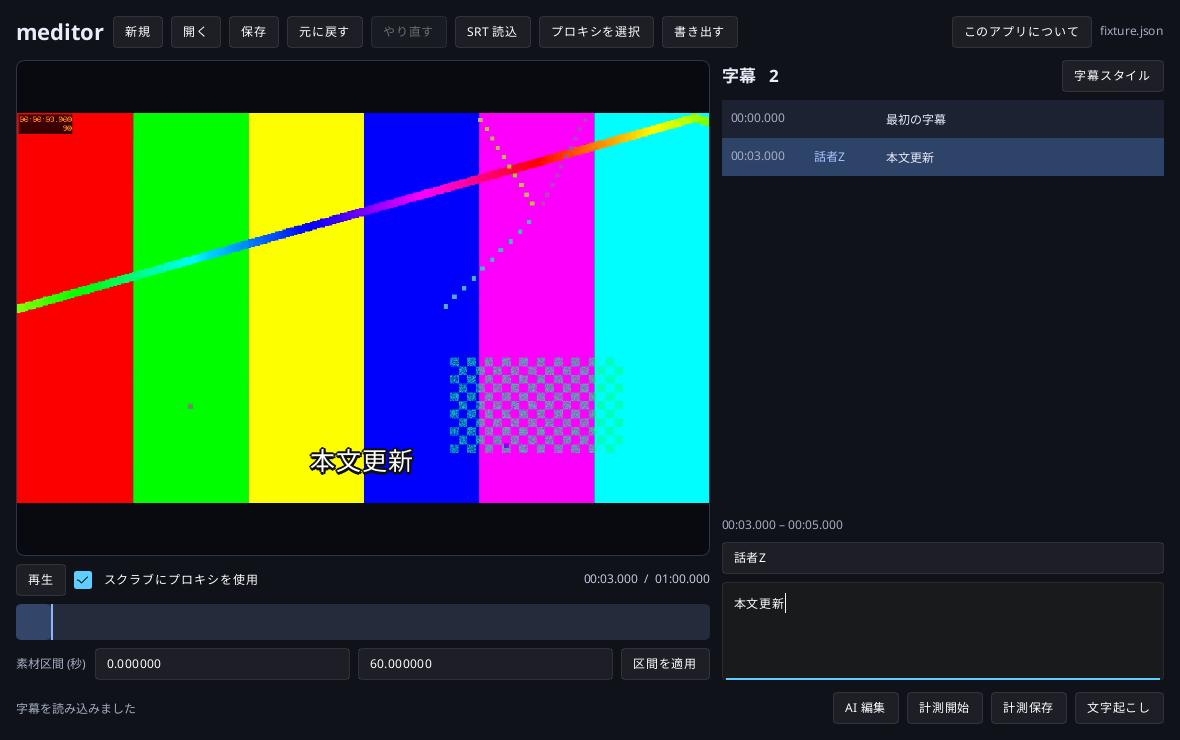 meditor 新規 開く 保存 元に戻す やり直す SRT 読込 プロキシを選択 書き出す このアプリについて fixture.json
字幕 2 字幕スタイル
00:00.000 最初の字幕
00:03.000 話者Z 本文更新
00:00:03.900
90
本文更新
00:03.000 – 00:05.000
話者Z
本文更新
再生 スクラブにプロキシを使用 00:03.000 / 01:00.000
素材区間 (秒) 0.000000 60.000000 区間を適用
字幕を読み込みました AI 編集 計測開始 計測保存 文字起こし